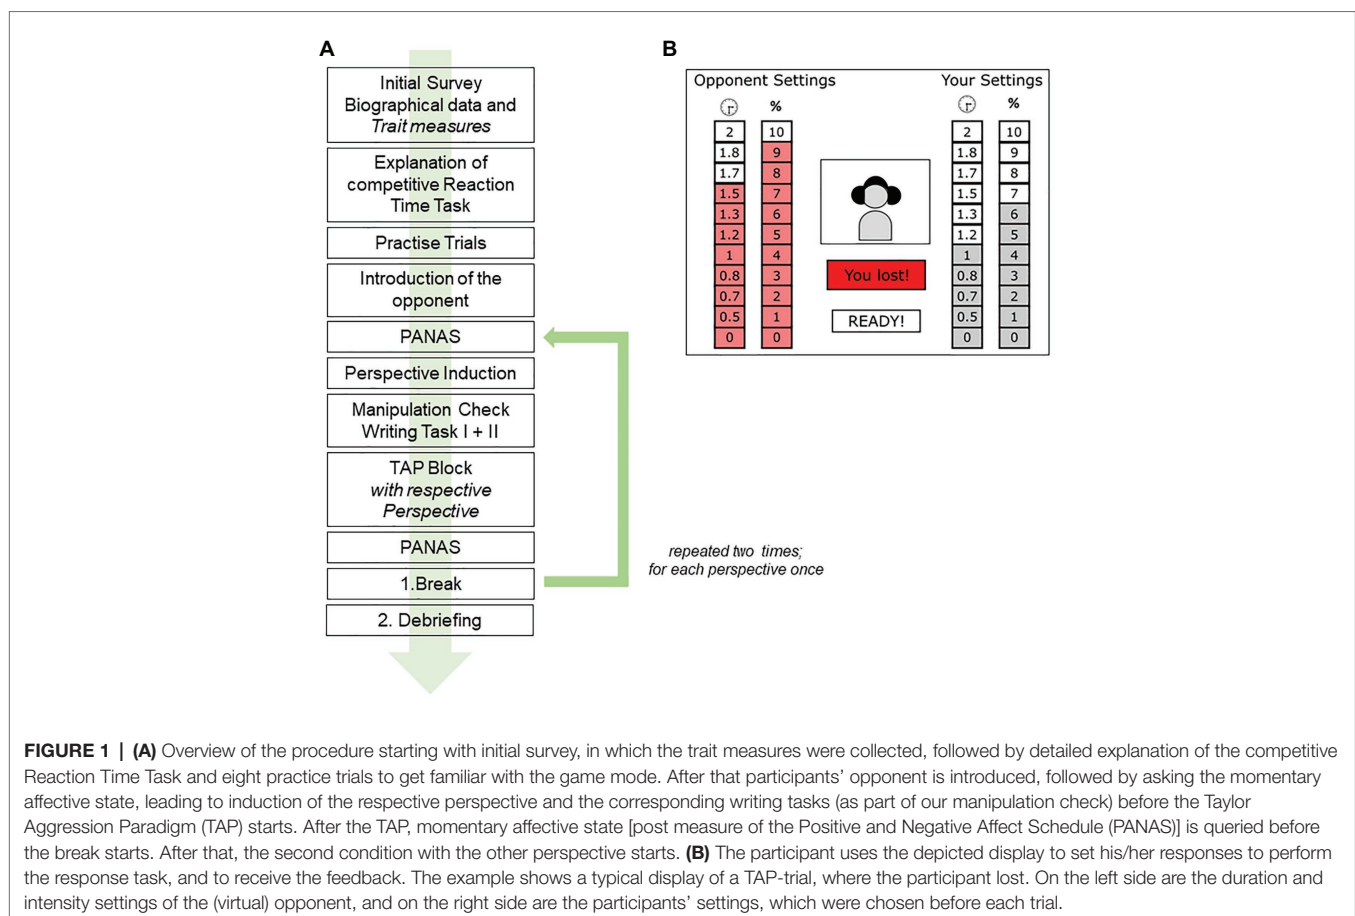 A
Initial Survey
Biographical data and
Trait measures
Explanation of
competitive Reaction
Time Task
Practise Trials
Introduction of the
opponent
PANAS
Perspective Induction
Manipulation Check
Writing Task I + II
TAP Block
with respective
Perspective
PANAS
1.Break
2. Debriefing
repeated two times;
for each perspective once
B
Opponent Settings Your Settings
% %
2 10 2 10
1.8 9 1.8 9
1.7 8 1.7 8
1.5 7 1.5 7
1.3 6 1.3 6
1.2 5 1.2 5
1 4 1 4
0.8 3 0.8 3
0.7 2 0.7 2
0.5 1 0.5 1
0 0 0 0
You lost!
READY!
FIGURE 1 | (A) Overview of the procedure starting with initial survey, in which the trait measures were collected, followed by detailed explanation of the competitive
Reaction Time Task and eight practice trials to get familiar with the game mode. After that participants’ opponent is introduced, followed by asking the momentary
affective state, leading to induction of the respective perspective and the corresponding writing tasks (as part of our manipulation check) before the Taylor
Aggression Paradigm (TAP) starts. After the TAP, momentary affective state [post measure of the Positive and Negative Affect Schedule (PANAS)] is queried before
the break starts. After that, the second condition with the other perspective starts. (B) The participant uses the depicted display to set his/her responses to perform
the response task, and to receive the feedback. The example shows a typical display of a TAP-trial, where the participant lost. On the left side are the duration and
intensity settings of the (virtual) opponent, and on the right side are the participants’ settings, which were chosen before each trial.